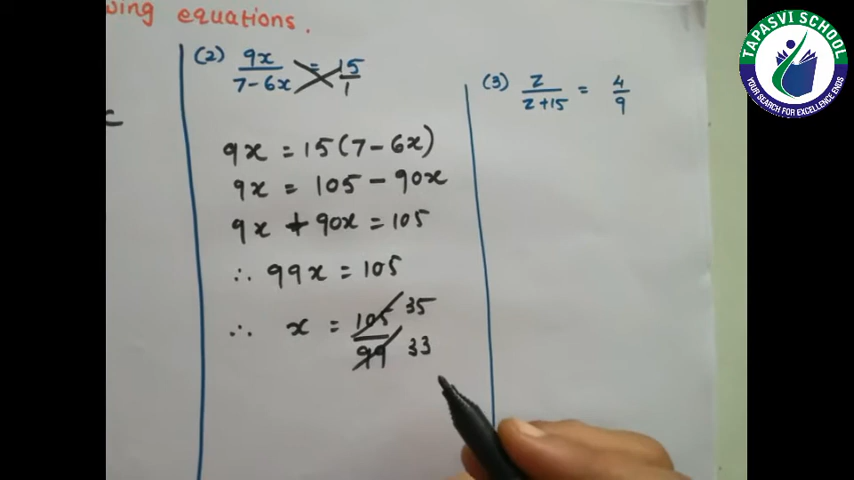 wing equations.
(2) 9x / 7-6x = 15 / 1
9x = 15(7-6x)
9x = 105 - 90x
9x + 90x = 105
∴ 99x = 105
∴ x = 105 / 99 35 / 33
(3) z / z+15 = 4 / 9
TAPASVI SCHOOL
YOUR SEARCH FOR EXCELLENCE ENDS